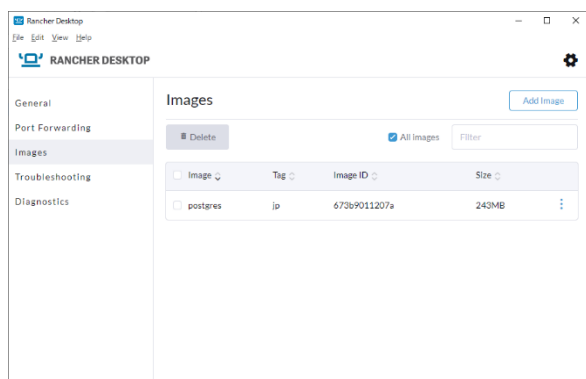 Rancher Desktop
File Edit View Help
RANCHER DESKTOP
General
Port Forwarding
Images
Troubleshooting
Diagnostics
Images
Add Image
Delete
All images
Filter
Image Tag Image ID Size
postgres jp 673b9011207a 243MB